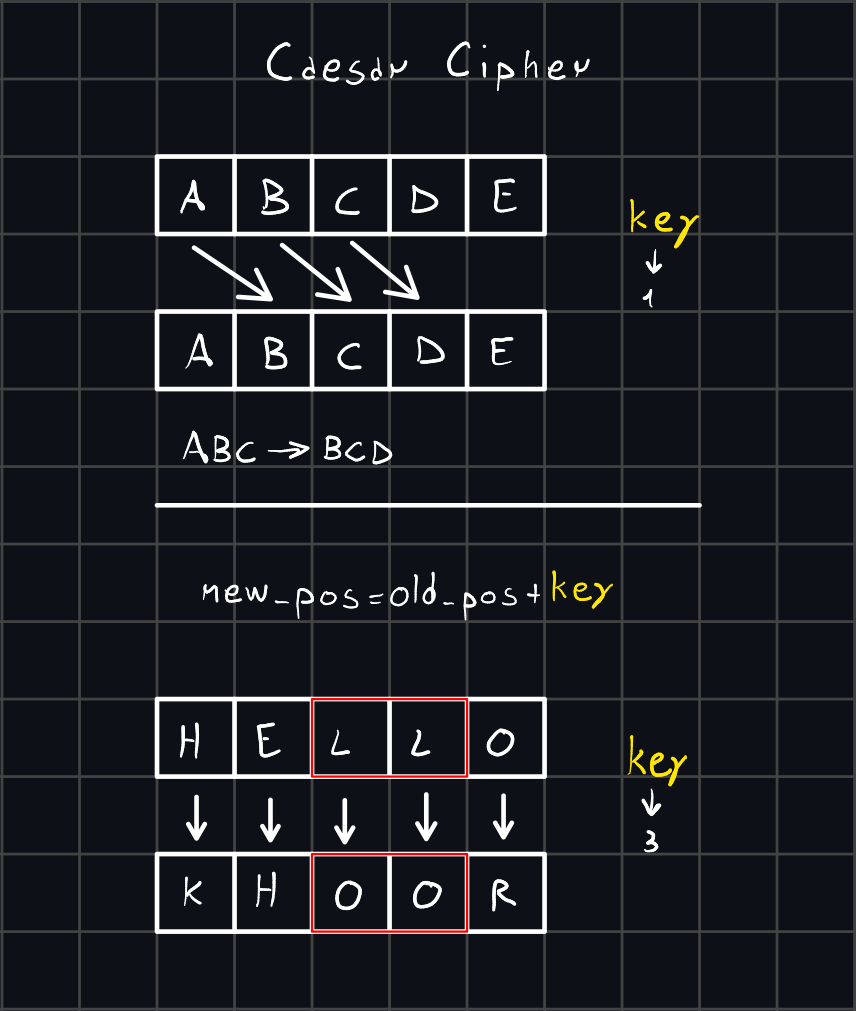 Caesar Cipher
A B C D E
key
↓
1
A B C D E
ABC → BCD
new_pos=old_pos+key
H E L L O
key
↓
3
K H O O R